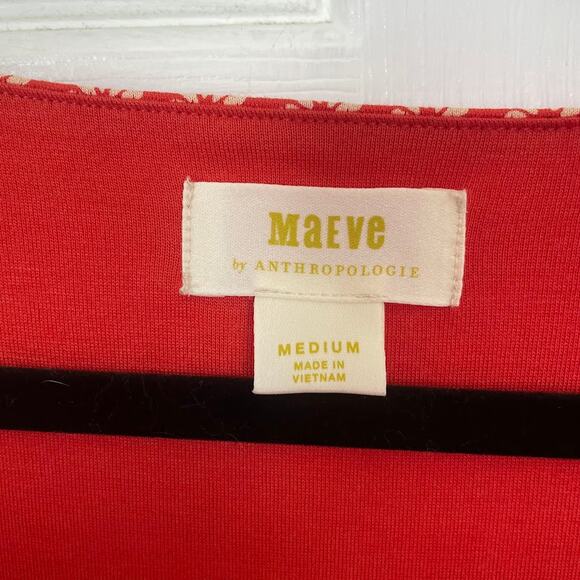 MaEVe
by ANTHROPOLOGIE
MEDIUM
MADE IN
VIETNAM